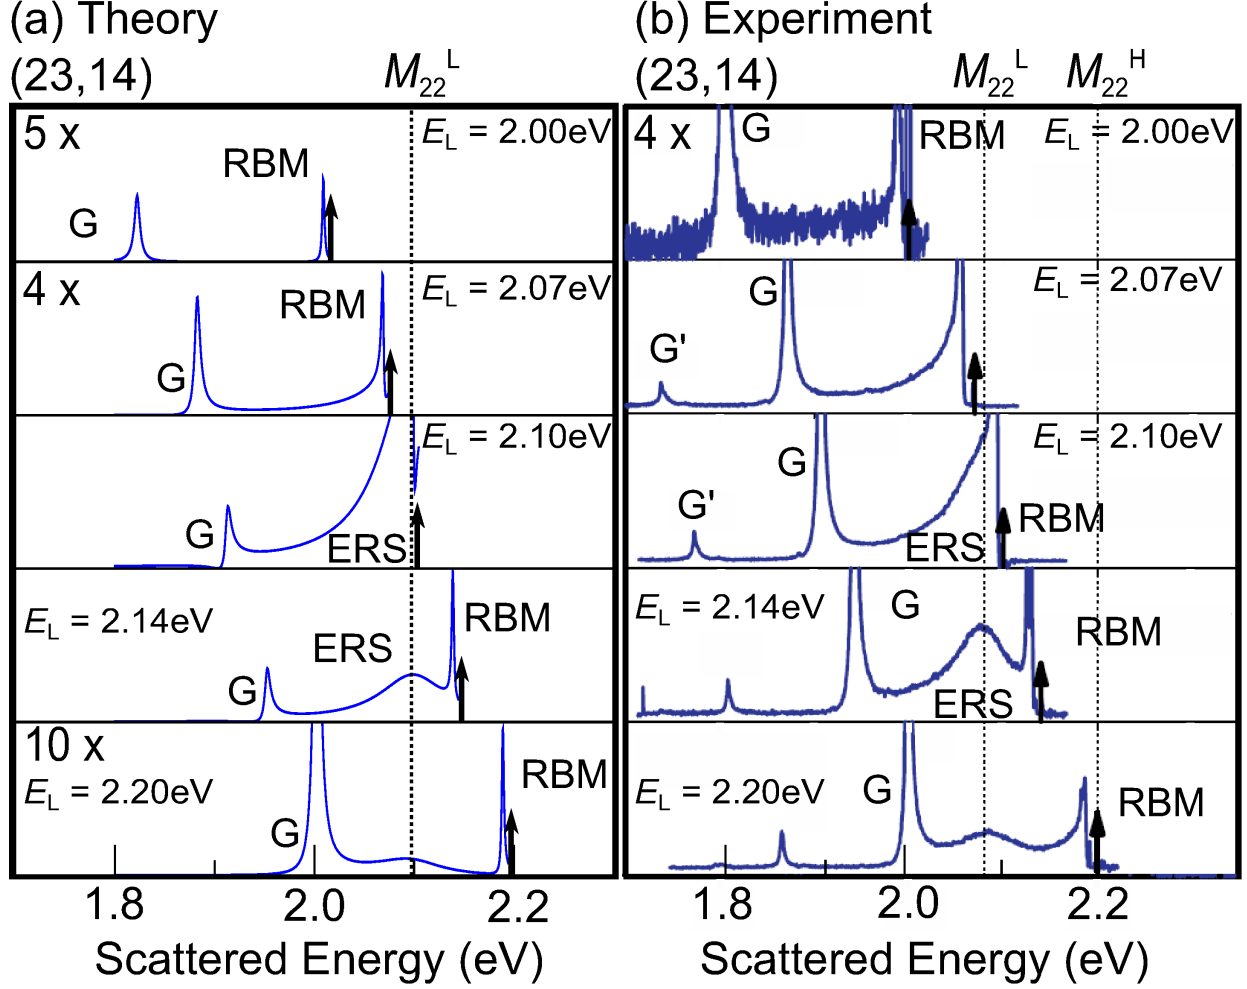 (a) Theory
(23,14)
M22L
5 x
EL = 2.00eV
RBM
G
4 x
EL = 2.07eV
RBM
G
EL = 2.10eV
G
ERS
EL = 2.14eV
RBM
ERS
G
10 x
EL = 2.20eV
RBM
G
1.8
2.0
2.2
Scattered Energy (eV)
(b) Experiment
(23,14)
M22L
M22H
4 x
G
RBM
EL = 2.00eV
G
EL = 2.07eV
G'
EL = 2.10eV
G
G'
RBM
ERS
EL = 2.14eV
G
RBM
ERS
EL = 2.20eV
G
RBM
1.8
2.0
2.2
Scattered Energy (eV)